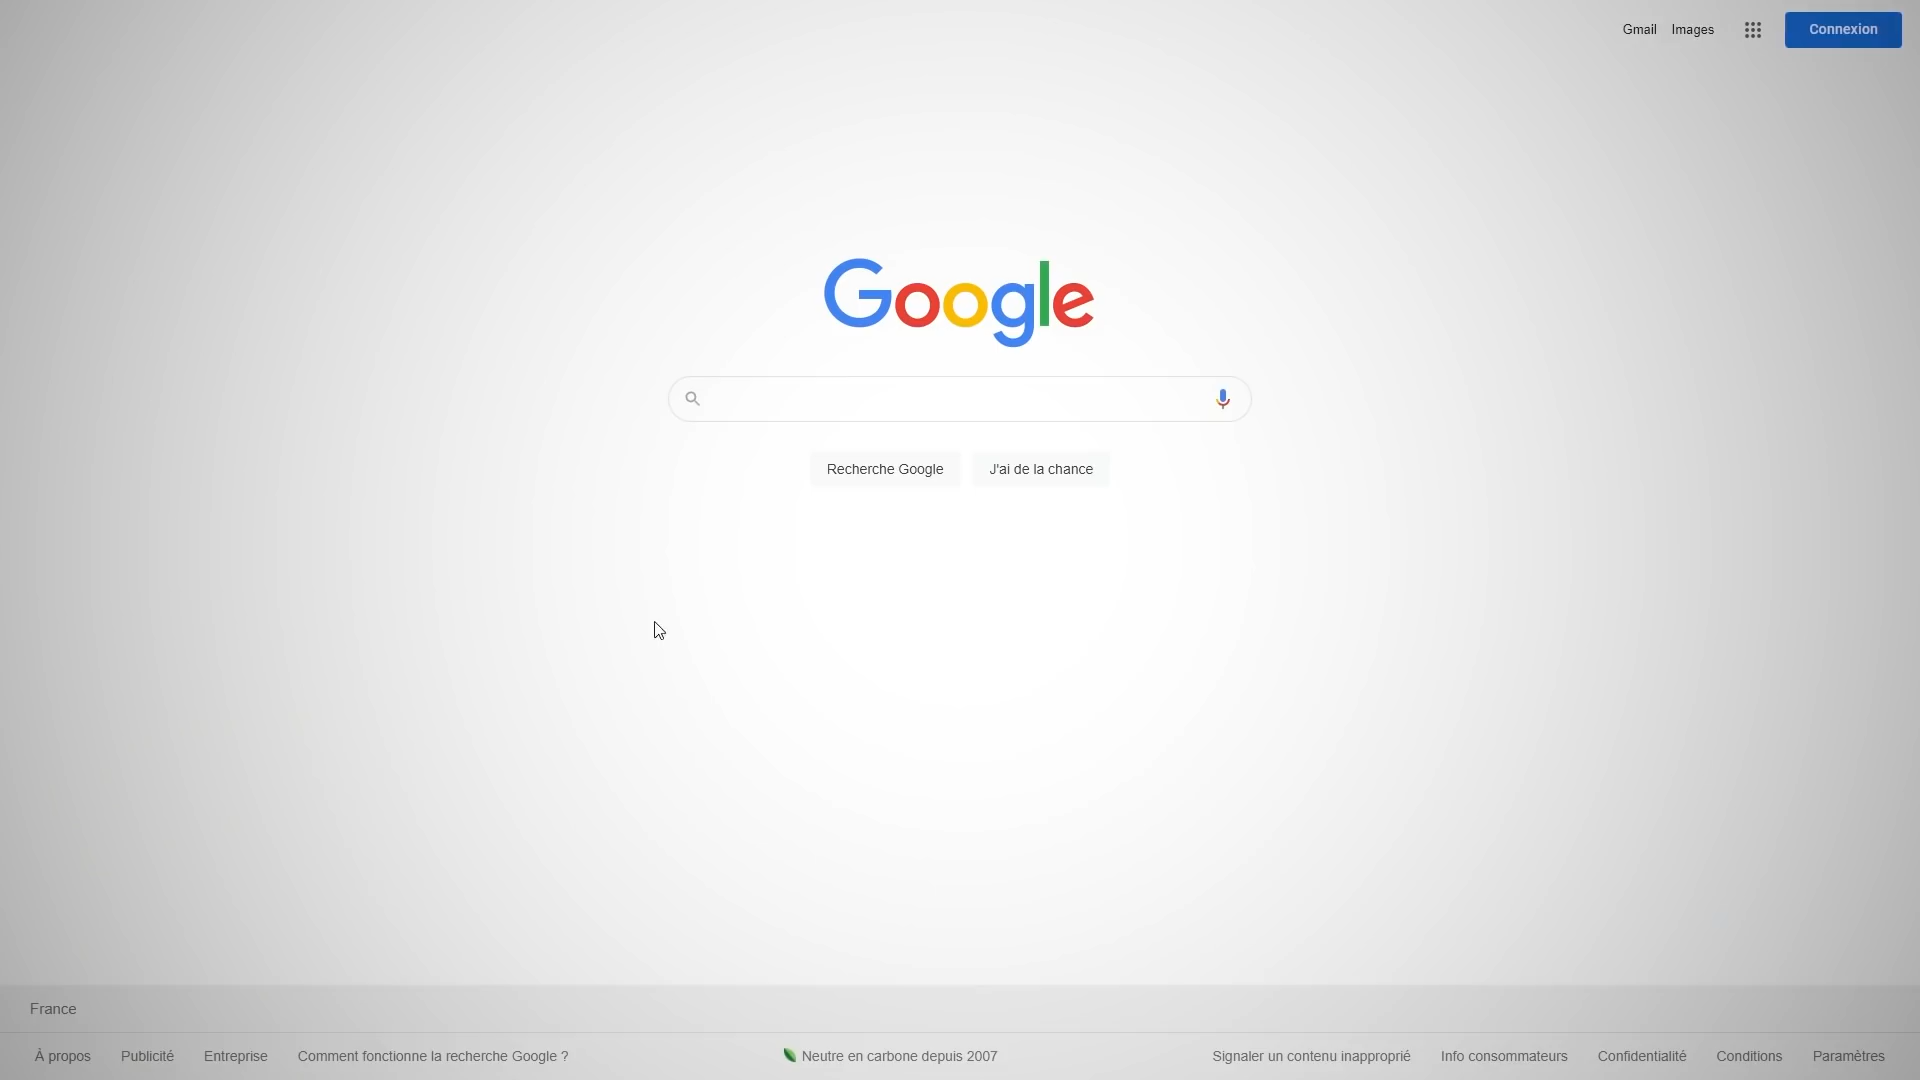 Gmail Images Connexion
Google
Recherche Google J'ai de la chance
France
À propos Publicité Entreprise Comment fonctionne la recherche Google ? Neutre en carbone depuis 2007 Signaler un contenu inapproprié Info consommateurs Confidentialité Conditions Paramètres